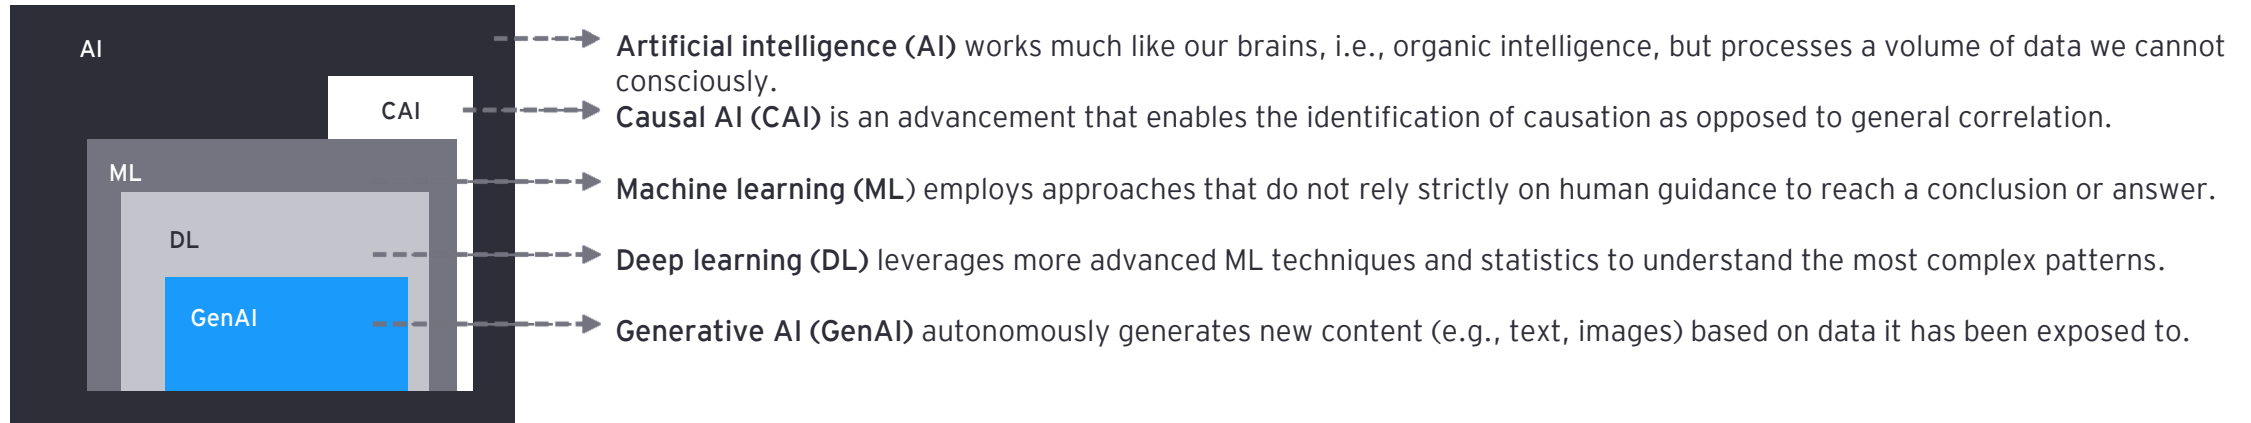 AI
CAI
ML
DL
GenAI
Artificial intelligence (AI) works much like our brains, i.e., organic intelligence, but processes a volume of data we cannot
consciously.
Causal AI (CAI) is an advancement that enables the identification of causation as opposed to general correlation.
Machine learning (ML) employs approaches that do not rely strictly on human guidance to reach a conclusion or answer.
Deep learning (DL) leverages more advanced ML techniques and statistics to understand the most complex patterns.
Generative AI (GenAI) autonomously generates new content (e.g., text, images) based on data it has been exposed to.